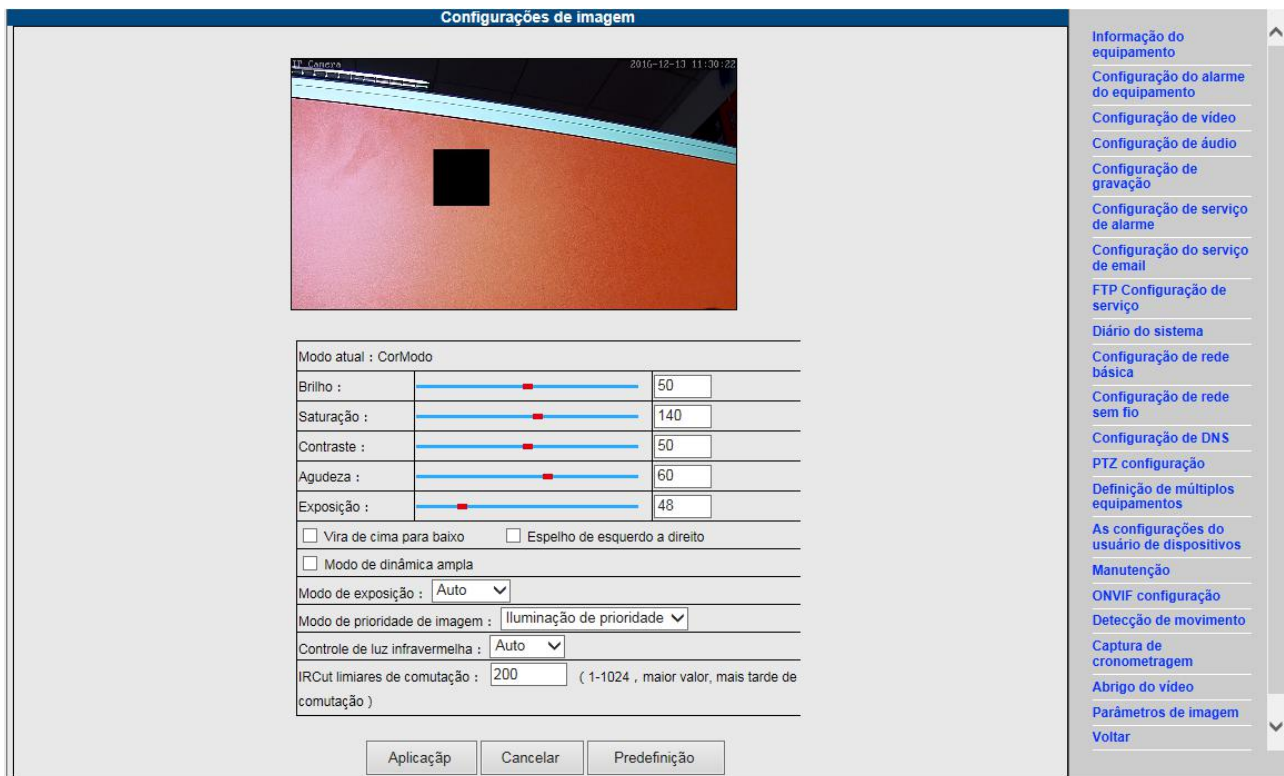 Configurações de imagem
IP Camera
2016-12-13 11:30:22
Modo atual : CorModo
Brilho : 50
Saturação : 140
Contraste : 50
Agudeza : 60
Exposição : 48
Vira de cima para baixo Espelho de esquerdo a direito
Modo de dinâmica ampla
Modo de exposição : Auto
Modo de prioridade de imagem : Iluminação de prioridade
Controle de luz infravermelha : Auto
IRCut limiares de comutação : 200 ( 1-1024 , maior valor, mais tarde de
comutação )
Aplicaçãp Cancelar Predefinição
Informação do
equipamento
Configuração do alarme
do equipamento
Configuração de vídeo
Configuração de áudio
Configuração de
gravação
Configuração de serviço
de alarme
Configuração do serviço
de email
FTP Configuração de
serviço
Diário do sistema
Configuração de rede
básica
Configuração de rede
sem fio
Configuração de DNS
PTZ configuração
Definição de múltiplos
equipamentos
As configurações do
usuário de dispositivos
Manutenção
ONVIF configuração
Detecção de movimento
Captura de
cronometragem
Abrigo do vídeo
Parâmetros de imagem
Voltar